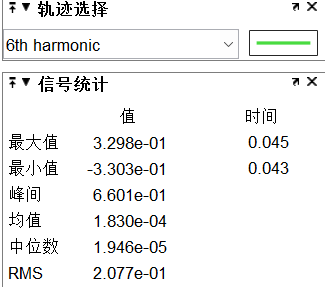 轨迹选择
6th harmonic
信号统计
值 时间
最大值 3.298e-01 0.045
最小值 -3.303e-01 0.043
峰间 6.601e-01
均值 1.830e-04
中位数 1.946e-05
RMS 2.077e-01